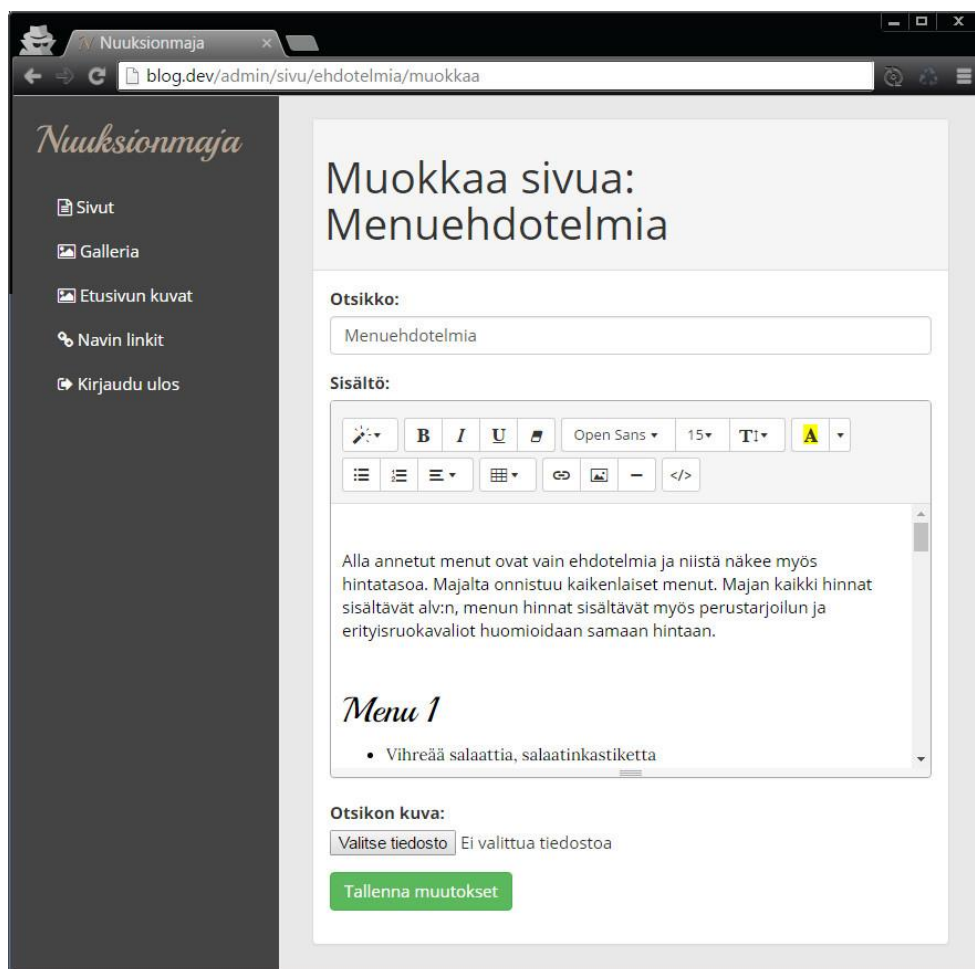 Nuuksionmaja
blog.dev/admin/sivu/ehdotelmia/muokkaa
Nuuksionmaja
Sivut
Galleria
Etusivun kuvat
Navin linkit
Kirjaudu ulos
Muokkaa sivua:
Menuehdotelmia
Otsikko:
Menuehdotelmia
Sisältö:
B I U Open Sans 15 T A
</>
Alla annetut menut ovat vain ehdotelmia ja niistä näkee myös
hintatasoa. Majalta onnistuu kaikenlaiset menut. Majan kaikki hinnat
sisältävät alv:n, menun hinnat sisältävät myös perustarjoilun ja
erityisruokavaliot huomioidaan samaan hintaan.
Menu 1
• Vihreää salaattia, salaatinkastiketta
Otsikon kuva:
Valitse tiedosto Ei valittua tiedostoa
Tallenna muutokset